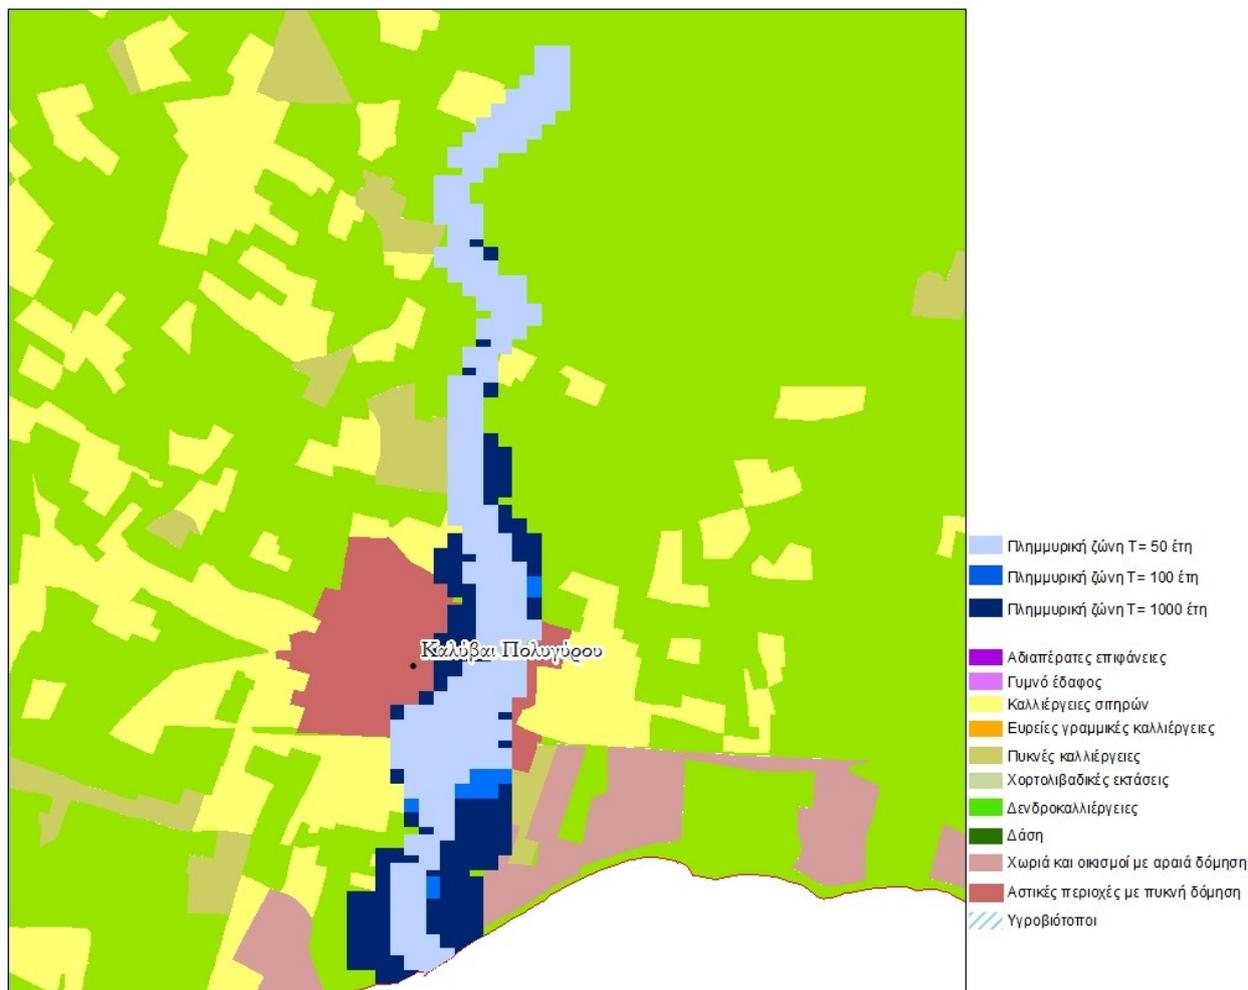 Καλύβαι Πολυγύρου
Πλημμυρική ζώνη T= 50 έτη
Πλημμυρική ζώνη T= 100 έτη
Πλημμυρική ζώνη T= 1000 έτη
Αδιαπέρατες επιφάνειες
Γυμνό έδαφος
Καλλιέργειες σιτηρών
Ευρείες γραμμικές καλλιέργειες
Πυκνές καλλιέργειες
Χορτολιβαδικές εκτάσεις
Δενδροκαλλιέργειες
Δάση
Χωριά και οικισμοί με αραιά δόμηση
Αστικές περιοχές με πυκνή δόμηση
Υγροβιότοποι